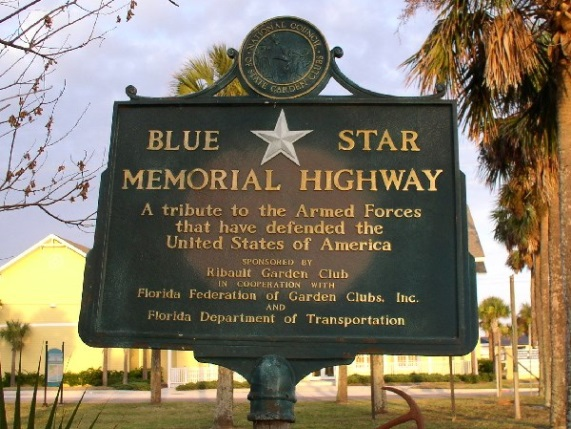 NATIONAL COUNCIL
OF STATE GARDEN CLUBS
BLUE STAR
MEMORIAL HIGHWAY
A tribute to the Armed Forces
that have defended the
United States of America
SPONSORED BY
Ribault Garden Club
IN COOPERATION WITH
Florida Federation of Garden Clubs, Inc.
AND
Florida Department of Transportation